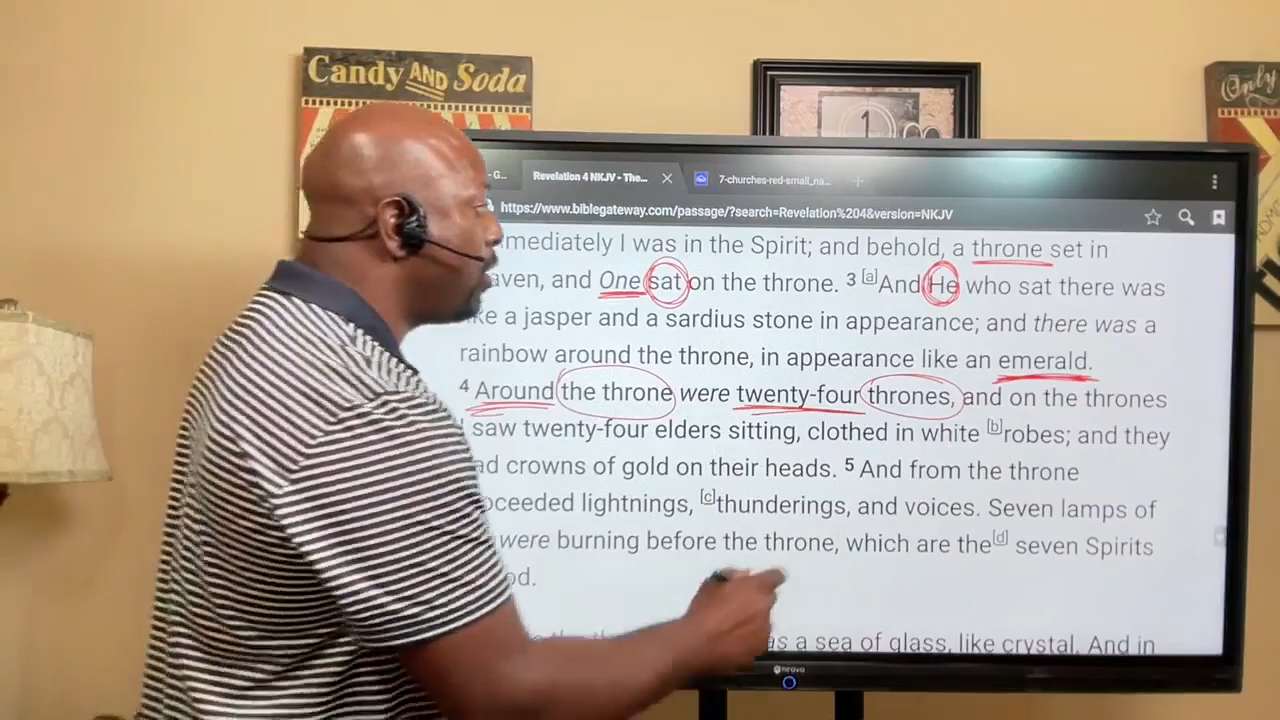 Candy AND Soda
Only
1
- G...
Revelation 4 NKJV - The...
7-churches-red-small_na...
https://www.biblegateway.com/passage/?search=Revelation%204&version=NKJV
mediately I was in the Spirit; and behold, a throne set in
aven, and One sat on the throne. 3 [a]And He who sat there was
ke a jasper and a sardius stone in appearance; and there was a
rainbow around the throne, in appearance like an emerald.
4 Around the throne were twenty-four thrones, and on the thrones
I saw twenty-four elders sitting, clothed in white [b]robes; and they
ad crowns of gold on their heads. 5 And from the throne
oceeded lightnings, [c]thunderings, and voices. Seven lamps of
were burning before the throne, which are the[d] seven Spirits
od.
as a sea of glass, like crystal. And in